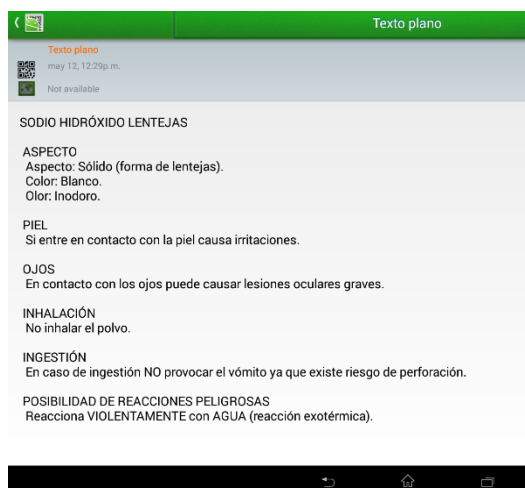 Texto plano
Texto plano
may 12, 12:29p.m.
Not available
SODIO HIDRÓXIDO LENTEJAS
ASPECTO
Aspecto: Sólido (forma de lentejas).
Color: Blanco.
Olor: Inodoro.
PIEL
Si entre en contacto con la piel causa irritaciones.
OJOS
En contacto con los ojos puede causar lesiones oculares graves.
INHALACIÓN
No inhalar el polvo.
INGESTIÓN
En caso de ingestión NO provocar el vómito ya que existe riesgo de perforación.
POSIBILIDAD DE REACCIONES PELIGROSAS
Reacciona VIOLENTAMENTE con AGUA (reacción exotérmica).